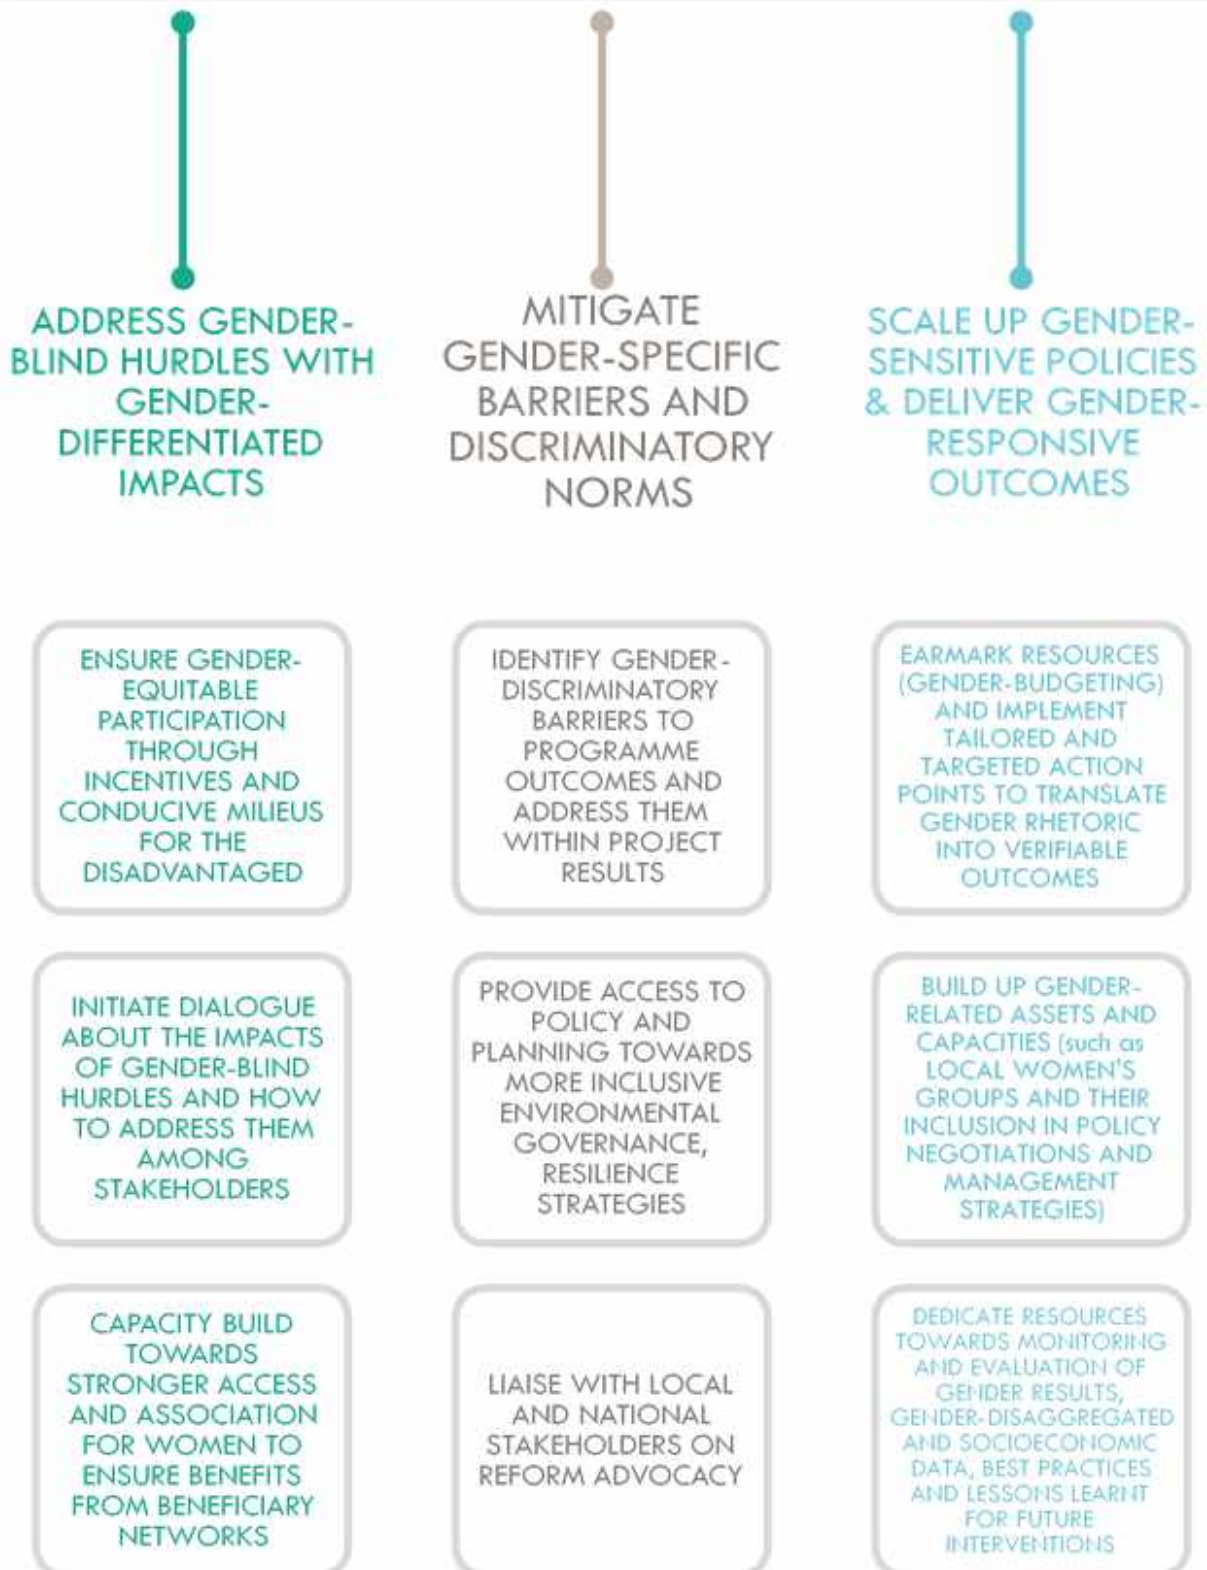 ADDRESS GENDER-
BLIND HURDLES WITH
GENDER-
DIFFERENTIATED
IMPACTS
MITIGATE
GENDER-SPECIFIC
BARRIERS AND
DISCRIMINATORY
NORMS
SCALE UP GENDER-
SENSITIVE POLICIES
& DELIVER GENDER-
RESPONSIVE
OUTCOMES
ENSURE GENDER-
EQUITABLE
PARTICIPATION
THROUGH
INCENTIVES AND
CONDUCIVE MILIEUS
FOR THE
DISADVANTAGED
IDENTIFY GENDER-
DISCRIMINATORY
BARRIERS TO
PROGRAMME
OUTCOMES AND
ADDRESS THEM
WITHIN PROJECT
RESULTS
EARMARK RESOURCES
(GENDER-BUDGETING)
AND IMPLEMENT
TAILORED AND
TARGETED ACTION
POINTS TO TRANSLATE
GENDER RHETORIC
INTO VERIFIABLE
OUTCOMES
INITIATE DIALOGUE
ABOUT THE IMPACTS
OF GENDER-BLIND
HURDLES AND HOW
TO ADDRESS THEM
AMONG
STAKEHOLDERS
PROVIDE ACCESS TO
POLICY AND
PLANNING TOWARDS
MORE INCLUSIVE
ENVIRONMENTAL
GOVERNANCE,
RESILIENCE
STRATEGIES
BUILD UP GENDER-
RELATED ASSETS AND
CAPACITIES (such as
LOCAL WOMEN'S
GROUPS AND THEIR
INCLUSION IN POLICY
NEGOTIATIONS AND
MANAGEMENT
STRATEGIES)
CAPACITY BUILD
TOWARDS
STRONGER ACCESS
AND ASSOCIATION
FOR WOMEN TO
ENSURE BENEFITS
FROM BENEFICIARY
NETWORKS
LIAISE WITH LOCAL
AND NATIONAL
STAKEHOLDERS ON
REFORM ADVOCACY
DEDICATE RESOURCES
TOWARDS MONITORING
AND EVALUATION OF
GENDER RESULTS,
GENDER-DISAGGREGATED
AND SOCIOECONOMIC
DATA, BEST PRACTICES
AND LESSONS LEARNT
FOR FUTURE
INTERVENTIONS